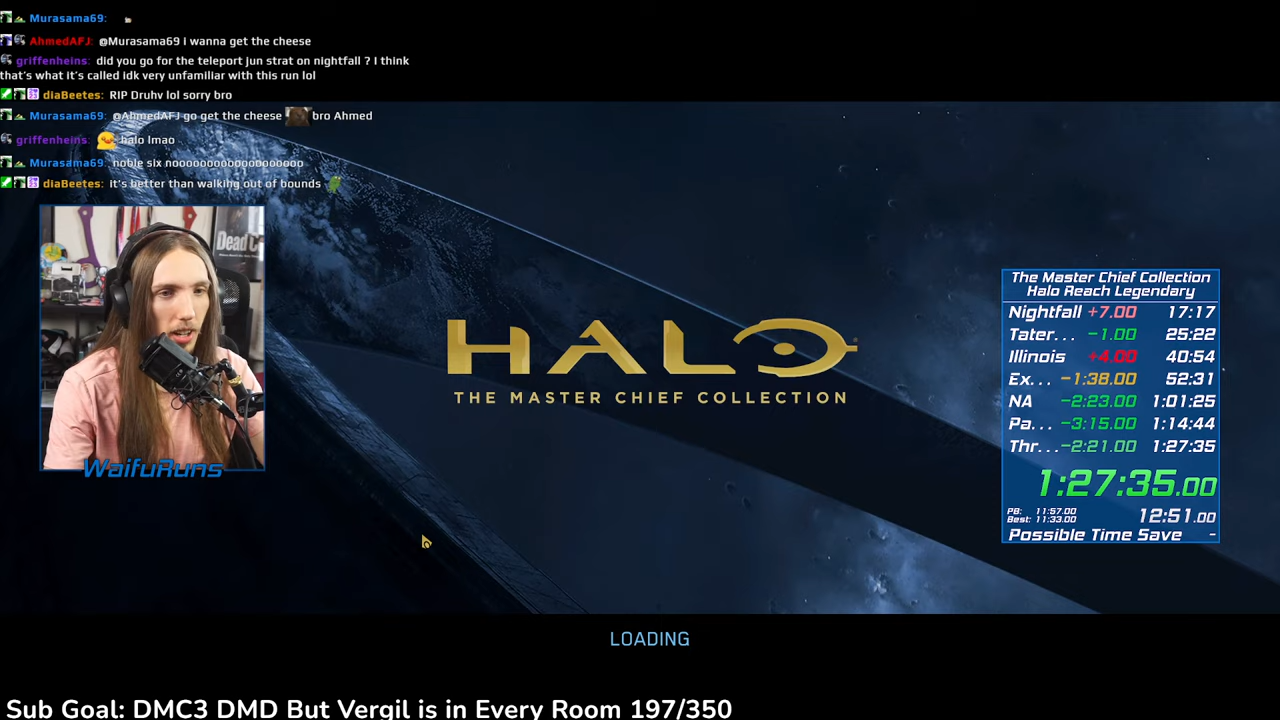 Murasama69:
AhmedAFJ: @Murasama69 i wanna get the cheese
griffenheins: did you go for the teleport jun strat on nightfall ? I think
that's what it's called idk very unfamiliar with this run lol
diaBeetes: RIP Druhv lol sorry bro
Murasama69: @AhmedAFJ go get the cheese bro Ahmed
griffenheins: halo lmao
Murasama69: noble six nooooooooooooooooooo
diaBeetes: it's better than walking out of bounds
WaifuRuns
HALO
THE MASTER CHIEF COLLECTION
LOADING
The Master Chief Collection
Halo Reach Legendary
Nightfall +7.00 17:17
Tater... -1.00 25:22
Illinois +4.00 40:54
Ex... -1:38.00 52:31
NA -2:23.00 1:01:25
Pa... -3:15.00 1:14:44
Thr... -2:21.00 1:27:35
1:27:35.00
PB: 11:57.00
Best: 11:33.00
12:51.00
Possible Time Save -
Sub Goal: DMC3 DMD But Vergil is in Every Room 197/350